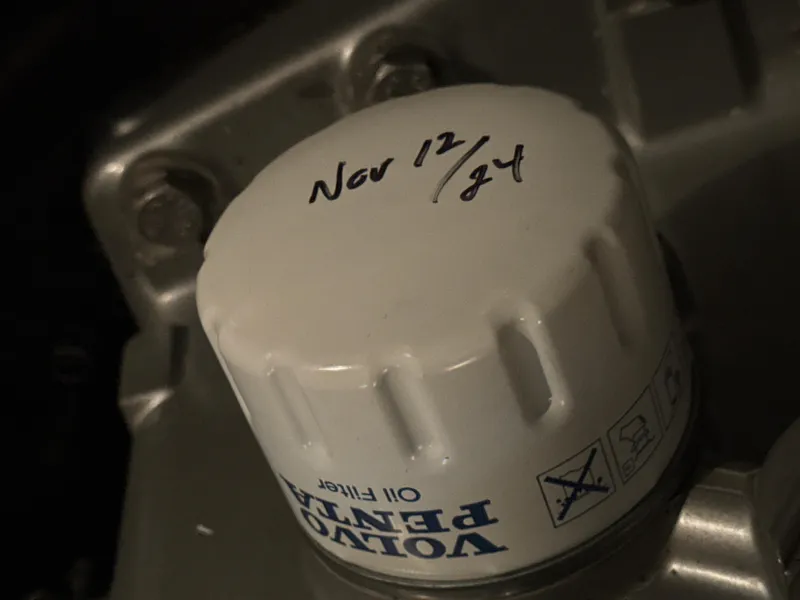 Nov 12/24
VOLVO
PENTA
Oil Filter